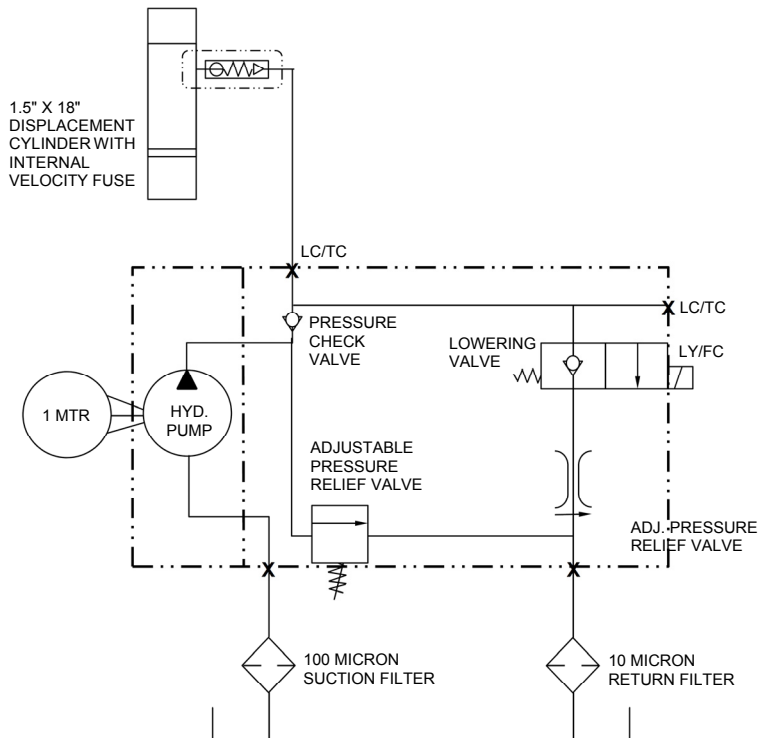 1.5" X 18"
DISPLACEMENT
CYLINDER WITH
INTERNAL
VELOCITY FUSE
LC/TC
LC/TC
PRESSURE
CHECK
VALVE
LOWERING
VALVE
LY/FC
1 MTR
HYD.
PUMP
ADJUSTABLE
PRESSURE
RELIEF VALVE
ADJ. PRESSURE
RELIEF VALVE
100 MICRON
SUCTION FILTER
10 MICRON
RETURN FILTER